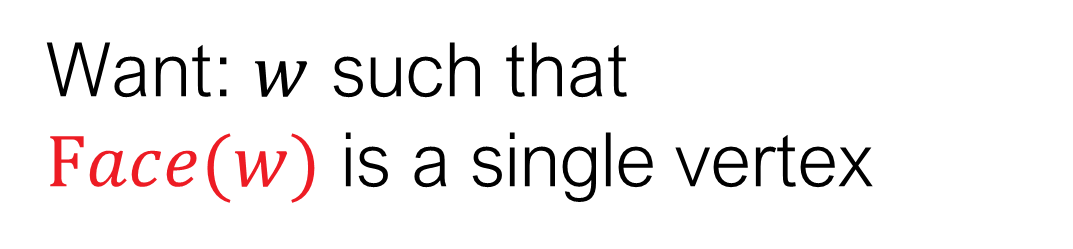 Want: w such that
Face(w) is a single vertex